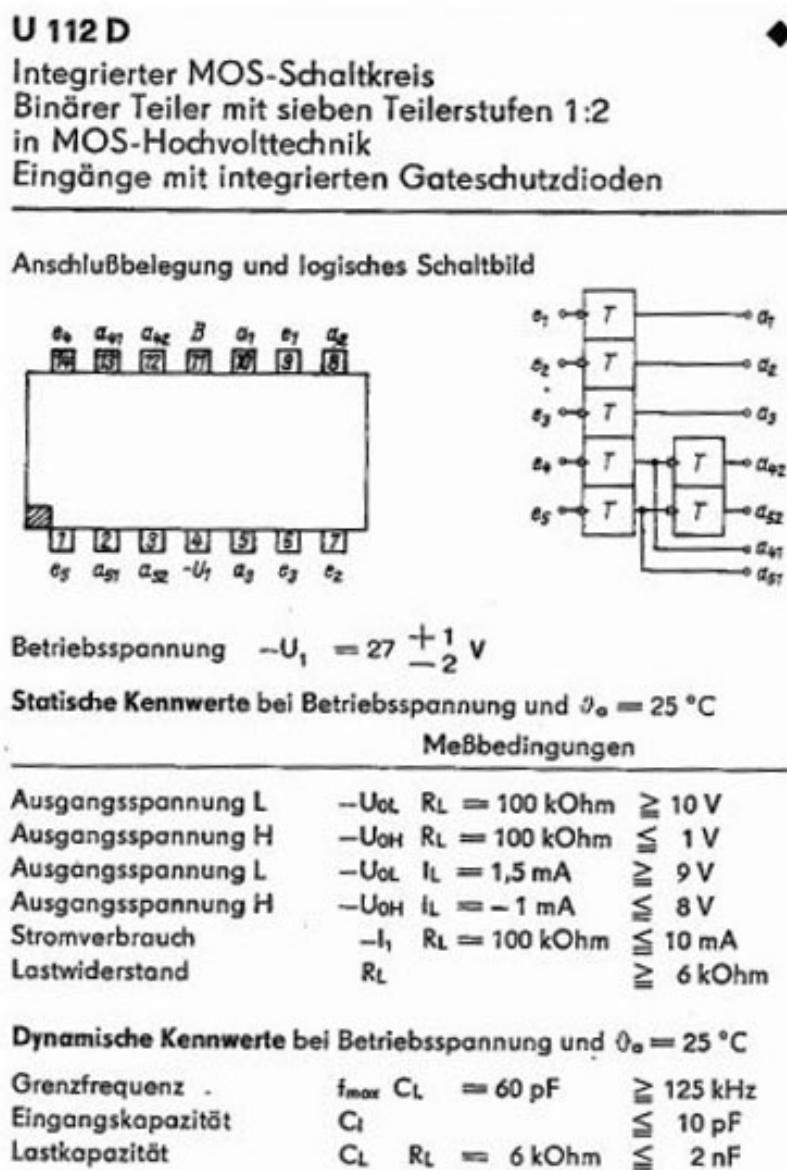 U 112 D
Integrierter MOS-Schaltkreis
Binärer Teiler mit sieben Teilerstufen 1:2
in MOS-Hochvolttechnik
Eingänge mit integrierten Gateschutzdioden
Anschlußbelegung und logisches Schaltbild
e4 a41 a42 B a1 e1 a2
14 13 12 11 10 9 8
1 2 3 4 5 6 7
e5 a51 a52 -U1 a3 e3 e2
e1 T a1
e2 T a2
e3 T a3
e4 T T a42
e5 T T a52
a41
a51
Betriebsspannung −U1 = 27 +1 −2 V
Statische Kennwerte bei Betriebsspannung und ϑa = 25 °C
Meßbedingungen
Ausgangsspannung L −UOL RL = 100 kOhm ≧ 10 V
Ausgangsspannung H −UOH RL = 100 kOhm ≦ 1 V
Ausgangsspannung L −UOL IL = 1,5 mA ≧ 9 V
Ausgangsspannung H −UOH IL = −1 mA ≦ 8 V
Stromverbrauch −I1 RL = 100 kOhm ≦ 10 mA
Lastwiderstand RL ≧ 6 kOhm
Dynamische Kennwerte bei Betriebsspannung und ϑa = 25 °C
Grenzfrequenz fmax CL = 60 pF ≧ 125 kHz
Eingangskapazität CI ≦ 10 pF
Lastkapazität CL RL = 6 kOhm ≦ 2 nF